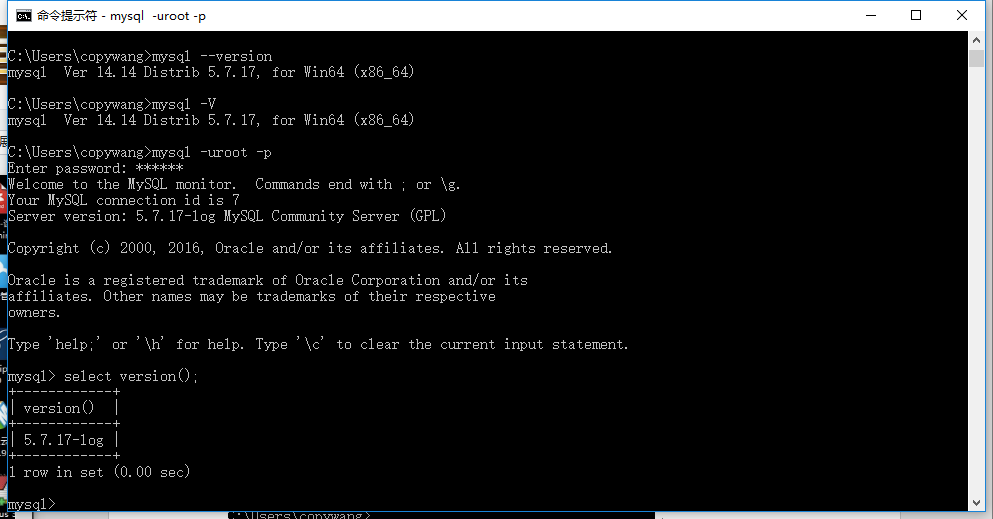 命令提示符 - mysql  -uroot -p
C:\Users\copywang>mysql --version
mysql  Ver 14.14 Distrib 5.7.17, for Win64 (x86_64)
C:\Users\copywang>mysql -V
mysql  Ver 14.14 Distrib 5.7.17, for Win64 (x86_64)
C:\Users\copywang>mysql -uroot -p
Enter password: ******
Welcome to the MySQL monitor.  Commands end with ; or \g.
Your MySQL connection id is 7
Server version: 5.7.17-log MySQL Community Server (GPL)
Copyright (c) 2000, 2016, Oracle and/or its affiliates. All rights reserved.
Oracle is a registered trademark of Oracle Corporation and/or its
affiliates. Other names may be trademarks of their respective
owners.
Type 'help;' or '\h' for help. Type '\c' to clear the current input statement.
mysql> select version();
+------------+
| version()  |
+------------+
| 5.7.17-log |
+------------+
1 row in set (0.00 sec)
mysql>
C:\Users\copywang>